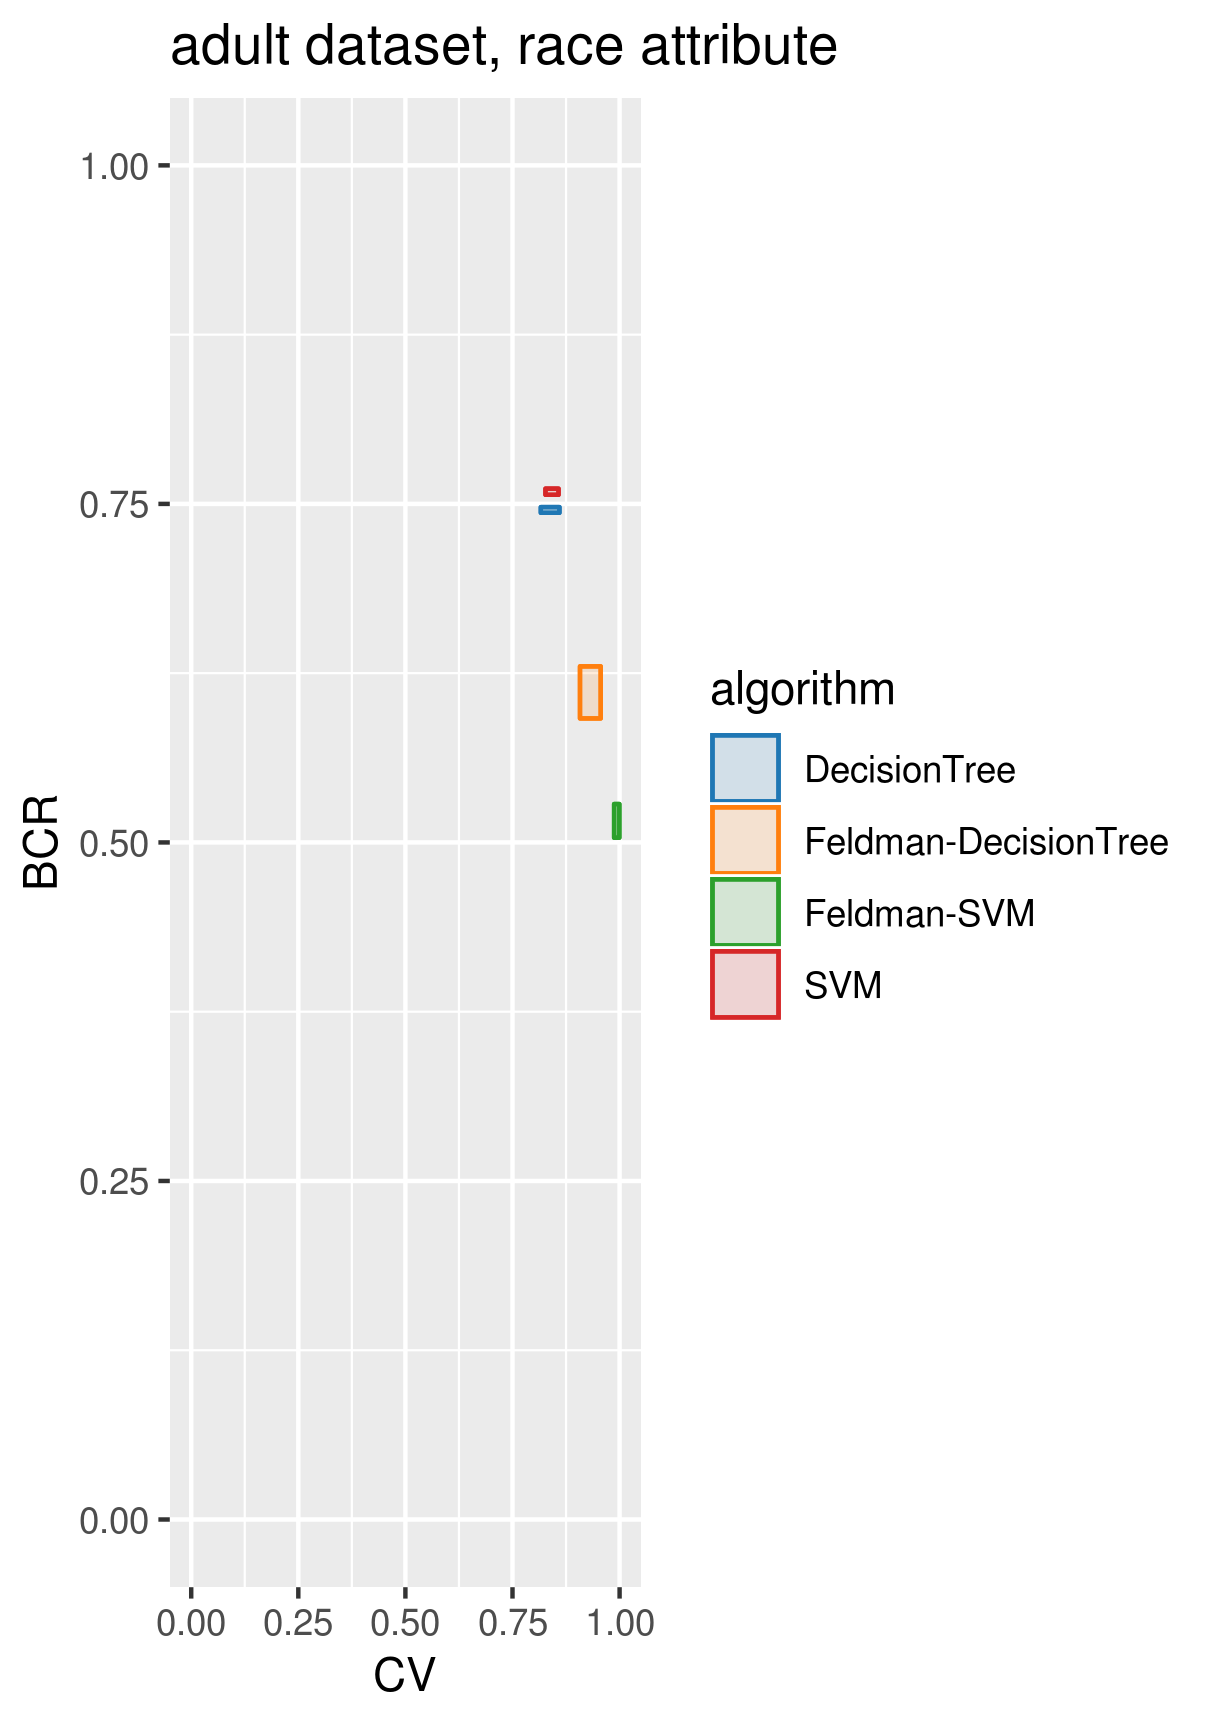 adult dataset, race attribute
1.00
0.75
0.50
0.25
0.00
BCR
0.00 0.25 0.50 0.75 1.00
CV
algorithm
DecisionTree
Feldman-DecisionTree
Feldman-SVM
SVM